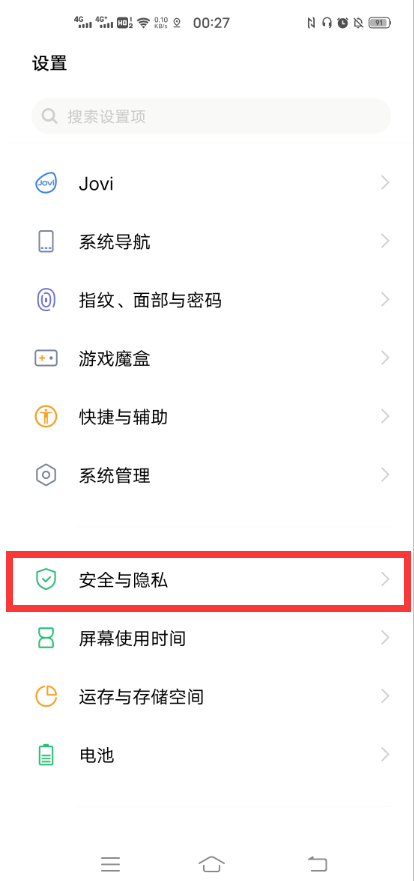 4G 4G+ HD 1 2 0.10 KB/s 00:27 91
设置
搜索设置项
Jovi Jovi
系统导航
指纹、面部与密码
游戏魔盒
快捷与辅助
系统管理
安全与隐私
屏幕使用时间
运存与存储空间
电池